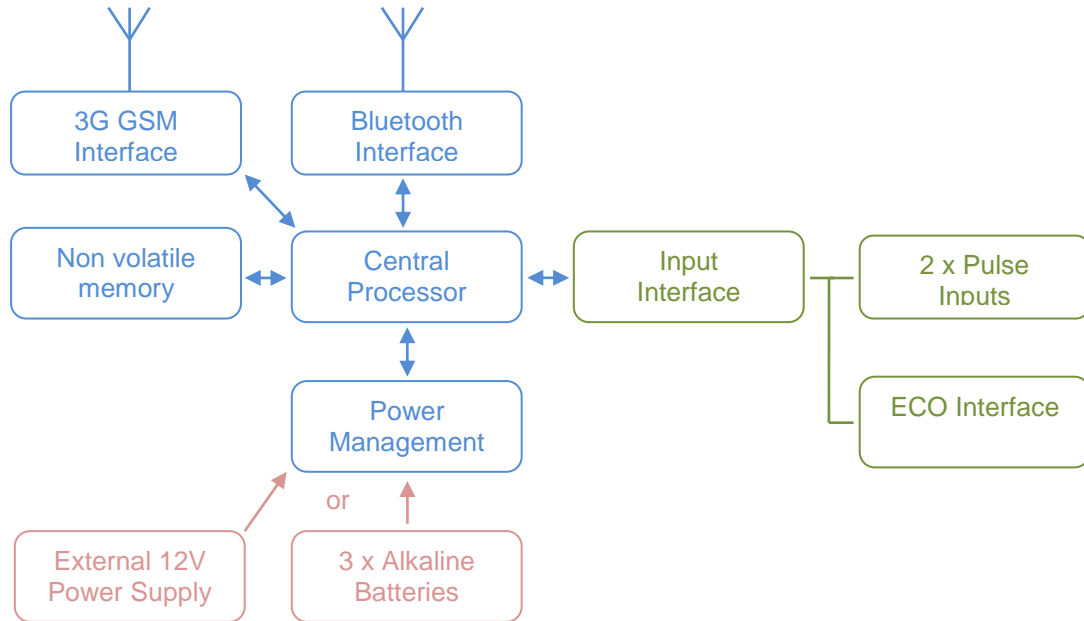 3G GSM
Interface
Bluetooth
Interface
Non volatile
memory
Central
Processor
Input
Interface
2 x Pulse
Inputs
Power
Management
ECO Interface
or
External 12V
Power Supply
3 x Alkaline
Batteries